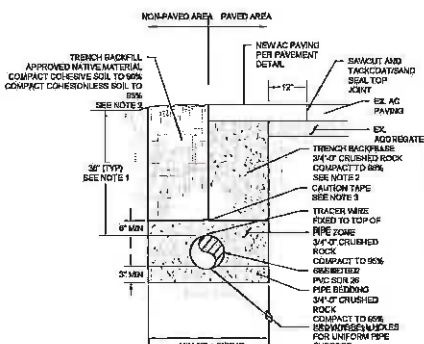 NON-PAVED AREA
PAVED AREA
TRENCH BACKFILL
APPROVED NATIVE MATERIAL
COMPACT COHESIVE SOIL TO 90%
COMPACT COHESIONLESS SOIL TO
95%
SEE NOTE 2
NEW AC PAVING
PER PAVEMENT
DETAIL
12"
SAWCUT AND
TACKCOAT/SAND
SEAL TOP
JOINT
EX. AC
PAVING
EX.
AGGREGATE
36" (TYP)
SEE NOTE 1
TRENCH BACKBASE
3/4"-0" CRUSHED ROCK
COMPACT TO 95%
SEE NOTE 2
CAUTION TAPE
SEE NOTE 3
TRACER WIRE
FIXED TO TOP OF
PIPE
PIPE ZONE
3/4"-0" CRUSHED
ROCK
COMPACT TO 95%
6" MIN
PVC SDR 26
PIPE BEDDING
3/4"-0" CRUSHED
ROCK
COMPACT TO 95%
3" MIN
FOR UNIFORM PIPE